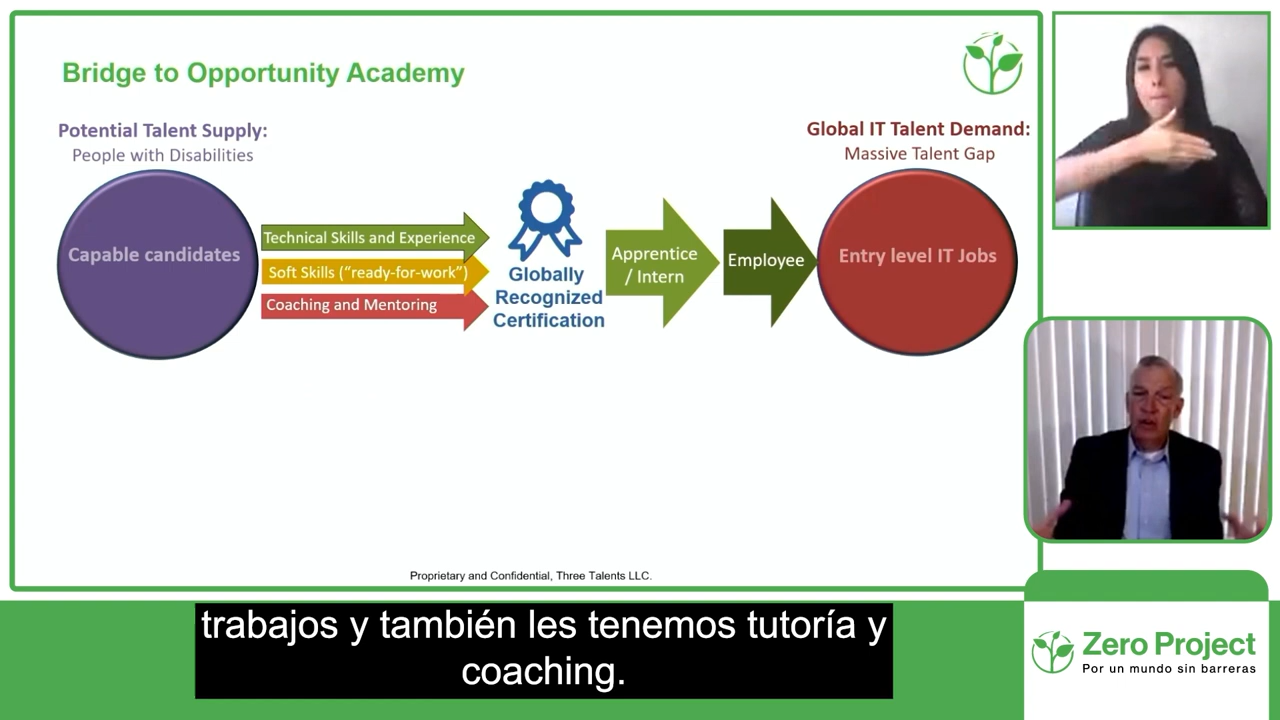 Bridge to Opportunity Academy
Potential Talent Supply:
People with Disabilities
Global IT Talent Demand:
Massive Talent Gap
Capable candidates
Technical Skills and Experience
Soft Skills (“ready-for-work”)
Coaching and Mentoring
Globally
Recognized
Certification
Apprentice
/ Intern
Employee
Entry level IT Jobs
Proprietary and Confidential, Three Talents LLC.
trabajos y también les tenemos tutoría y
coaching.
Zero Project
Por un mundo sin barreras